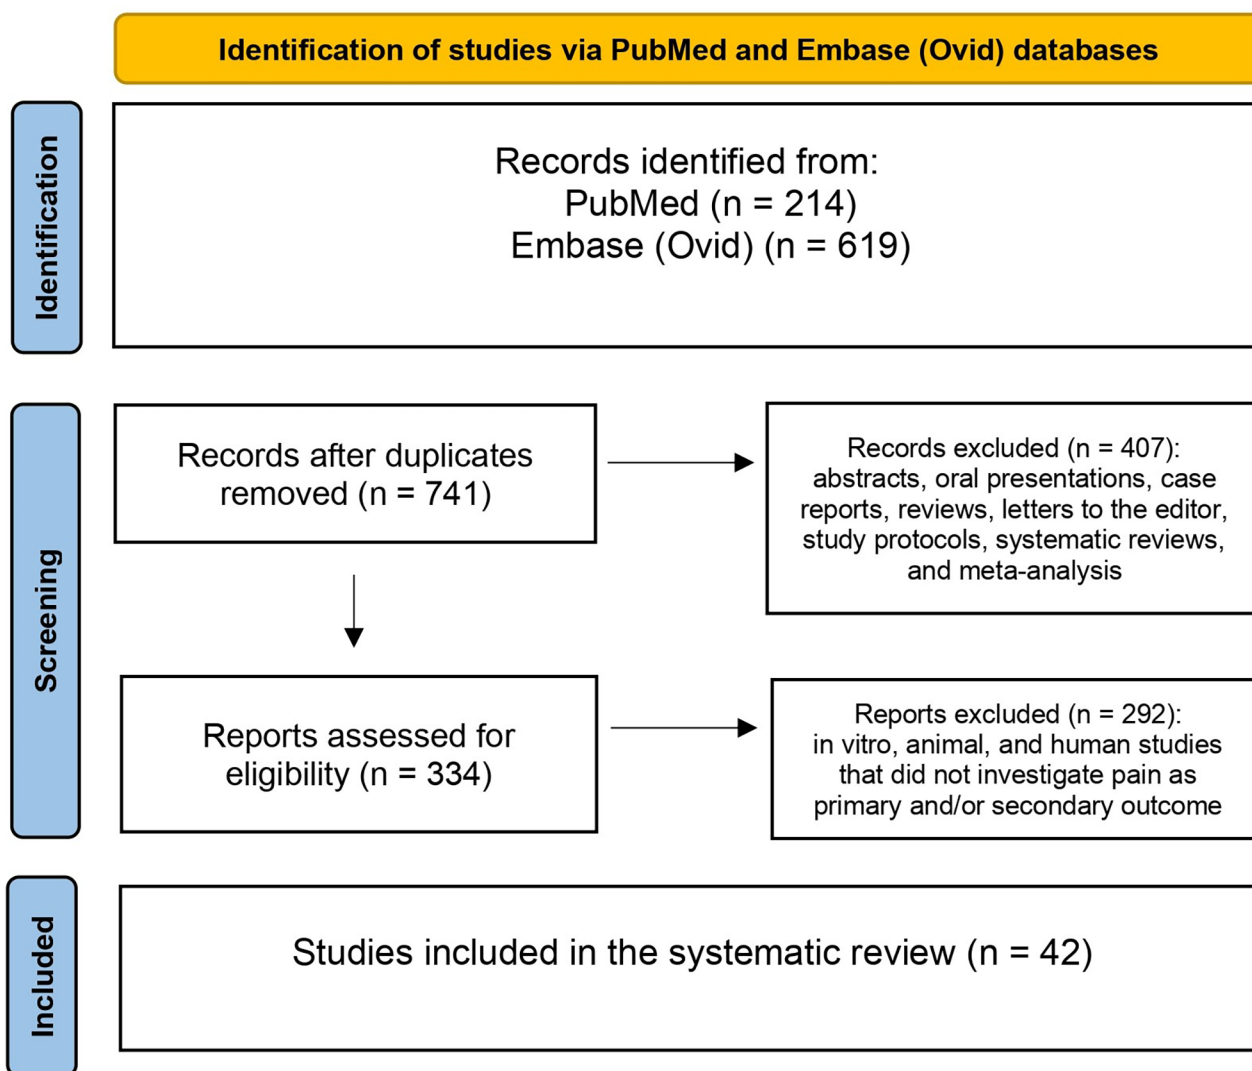 Identification of studies via PubMed and Embase (Ovid) databases
Identification
Records identified from:
PubMed (n = 214)
Embase (Ovid) (n = 619)
Screening
Records after duplicates
removed (n = 741)
Records excluded (n = 407):
abstracts, oral presentations, case
reports, reviews, letters to the editor,
study protocols, systematic reviews,
and meta-analysis
Reports assessed for
eligibility (n = 334)
Reports excluded (n = 292):
in vitro, animal, and human studies
that did not investigate pain as
primary and/or secondary outcome
Included
Studies included in the systematic review (n = 42)